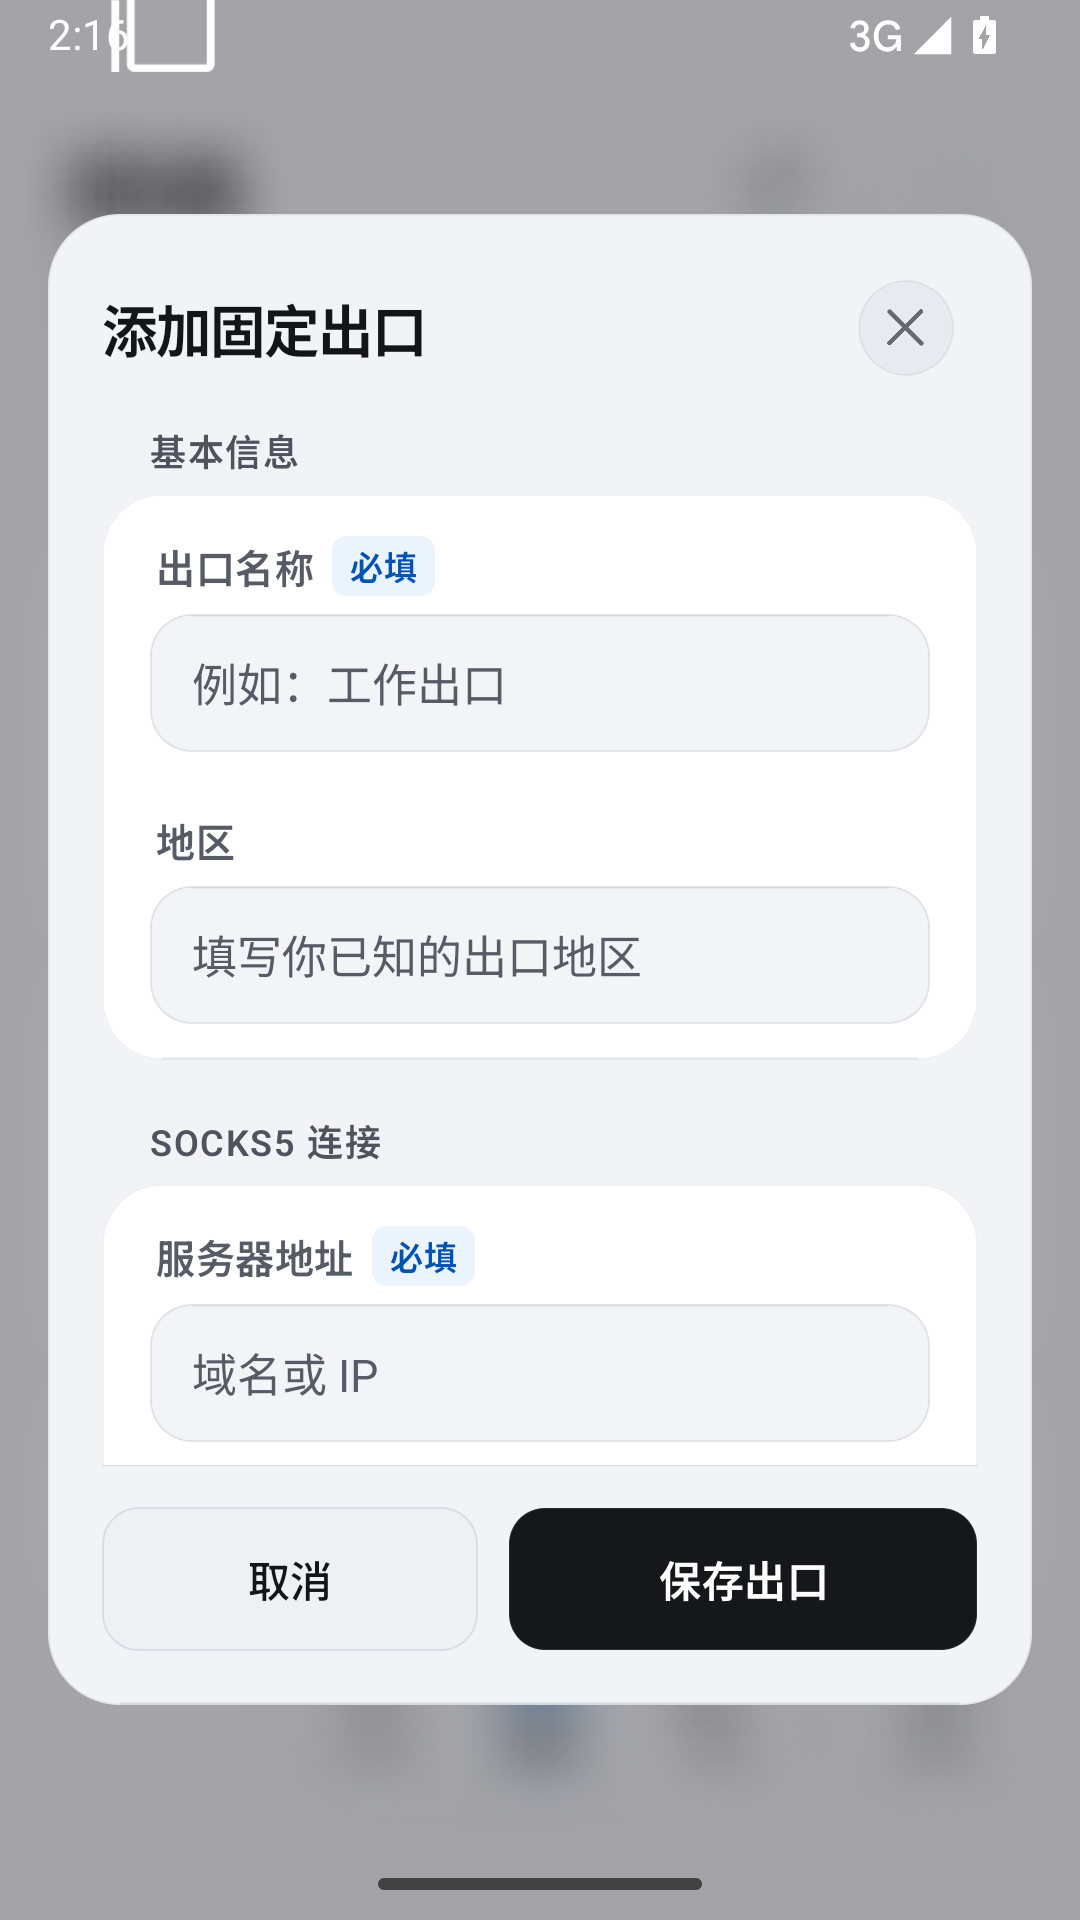 2:16
3G
添加固定出口
基本信息
出口名称 必填
例如：工作出口
地区
填写你已知的出口地区
SOCKS5 连接
服务器地址 必填
域名或 IP
取消
保存出口